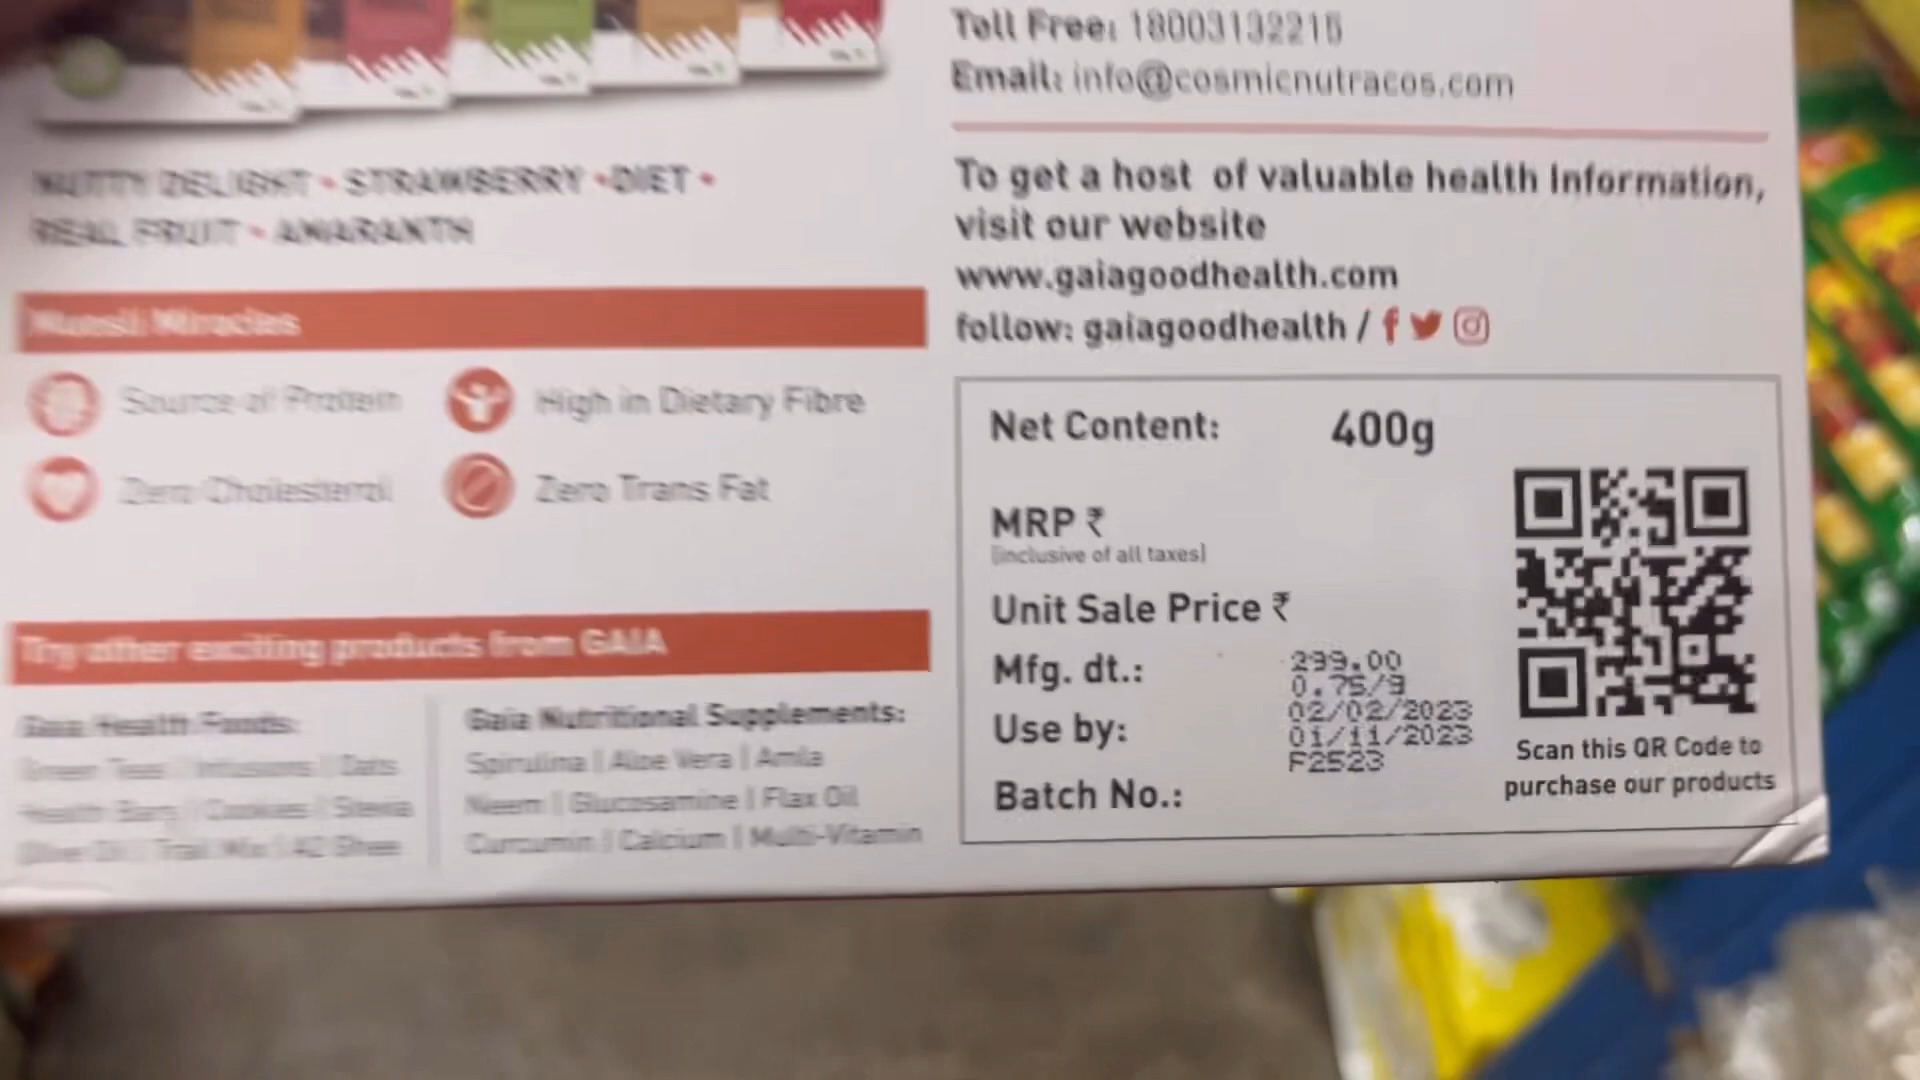 NUTTY DELIGHT • STRAWBERRY • DIET •
REAL FRUIT • AMARANTH
Muesli Miracles
Source of Protein
High in Dietary Fibre
Zero Cholesterol
Zero Trans Fat
Try other exciting products from GAIA
Gaia Health Foods:
Green Teas | Infusions | Oats
Health Bars | Cookies | Stevia
Olive Oil | Trail Mix | A2 Ghee
Gaia Nutritional Supplements:
Spirulina | Aloe Vera | Amla
Neem | Glucosamine | Flax Oil
Curcumin | Calcium | Multi-Vitamin
Toll Free: 18003132215
Email: info@cosmicnutracos.com
To get a host of valuable health Information,
visit our website
www.gaiagoodhealth.com
follow: gaiagoodhealth /
Net Content: 400g
MRP ₹
(inclusive of all taxes)
Unit Sale Price ₹
Mfg. dt.:
Use by:
Batch No.:
299.00
0.75/g
02/02/2023
01/11/2023
F2523
Scan this QR Code to
purchase our products